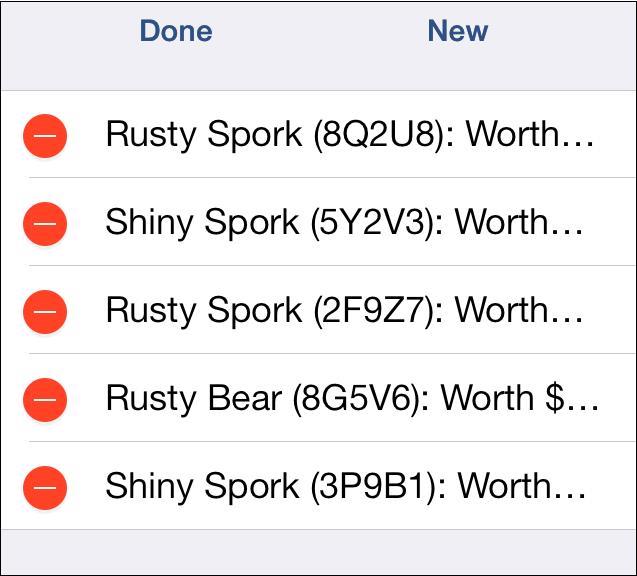 Done New
Rusty Spork (8Q2U8): Worth…
Shiny Spork (5Y2V3): Worth…
Rusty Spork (2F9Z7): Worth…
Rusty Bear (8G5V6): Worth $…
Shiny Spork (3P9B1): Worth…